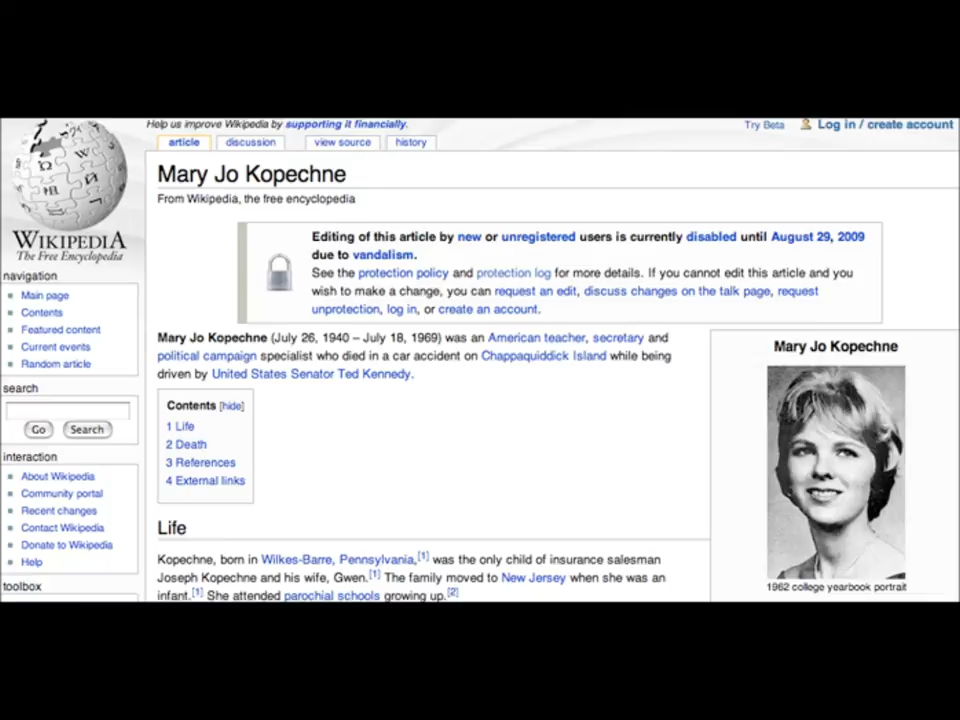 Help us improve Wikipedia by supporting it financially.
Try Beta
Log in / create account
article
discussion
view source
history
WIKIPEDIA
The Free Encyclopedia
navigation
Main page
Contents
Featured content
Current events
Random article
search
Go
Search
interaction
About Wikipedia
Community portal
Recent changes
Contact Wikipedia
Donate to Wikipedia
Help
toolbox
Mary Jo Kopechne
From Wikipedia, the free encyclopedia
Editing of this article by new or unregistered users is currently disabled until August 29, 2009
due to vandalism.
See the protection policy and protection log for more details. If you cannot edit this article and you
wish to make a change, you can request an edit, discuss changes on the talk page, request
unprotection, log in, or create an account.
Mary Jo Kopechne (July 26, 1940 – July 18, 1969) was an American teacher, secretary and
political campaign specialist who died in a car accident on Chappaquiddick Island while being
driven by United States Senator Ted Kennedy.
Contents [hide]
1 Life
2 Death
3 References
4 External links
Life
Kopechne, born in Wilkes-Barre, Pennsylvania,[1] was the only child of insurance salesman
Joseph Kopechne and his wife, Gwen.[1] The family moved to New Jersey when she was an
infant.[1] She attended parochial schools growing up.[2]
Mary Jo Kopechne
1962 college yearbook portrait